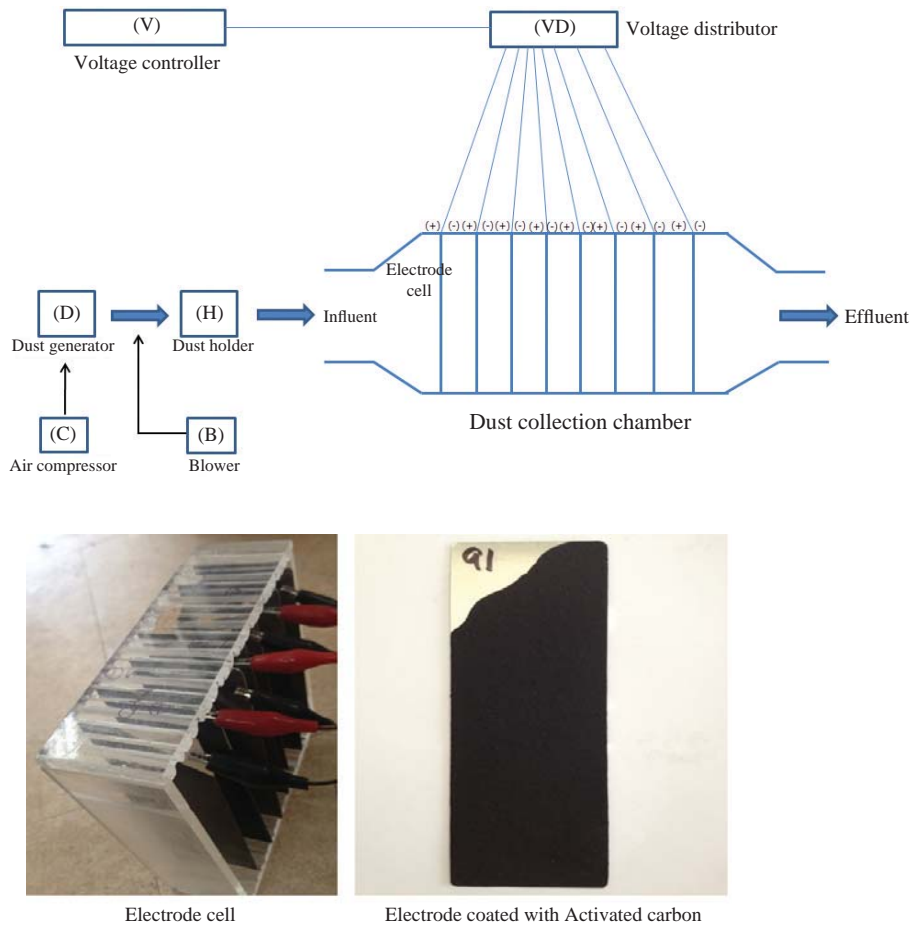 (V)
Voltage controller
(VD)
Voltage distributor
(+) (-) (+) (-) (+) (-) (+) (-) (+) (-) (+) (-) (+) (-) (+) (-)
Electrode
cell
(D)
Dust generator
(H)
Dust holder
Influent
Effluent
(C)
Air compressor
(B)
Blower
Dust collection chamber
91
Electrode cell
Electrode coated with Activated carbon